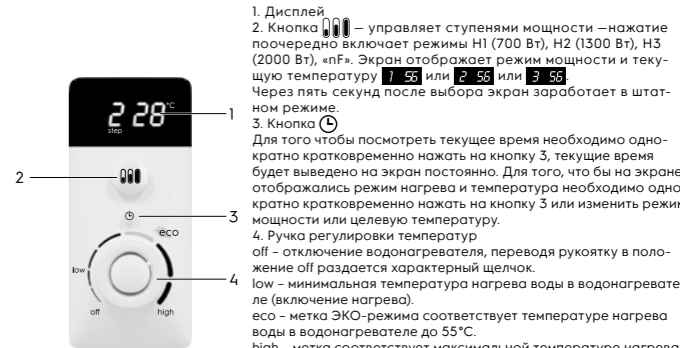 1. Дисплей
2. Кнопка — управляет ступенями мощности —нажатие
поочередно включает режимы H1 (700 Вт), H2 (1300 Вт), H3
(2000 Вт), «nF». Экран отображает режим мощности и теку-
щую температуру 1 56 или 2 56 или 3 56.
Через пять секунд после выбора экран заработает в штат-
ном режиме.
3. Кнопка
Для того чтобы посмотреть текущее время необходимо одно-
кратно кратковременно нажать на кнопку 3, текущие время
будет выведено на экран постоянно. Для того, что бы на экране
отображались режим нагрева и температура необходимо одно
кратно кратковременно нажать на кнопку 3 или изменить режим
мощности или целевую температуру.
4. Ручка регулировки температур
off – отключение водонагревателя, переводя рукоятку в поло-
жение off раздается характерный щелчок.
low – минимальная температура нагрева воды в водонагревате
ле (включение нагрева).
eco – метка ЭКО-режима соответствует температуре нагрева
воды в водонагревателе до 55°C.
high – метка соответствует максимальной температуре нагрева
2 28 °C
step
1
2
3
eco
4
low
off
high